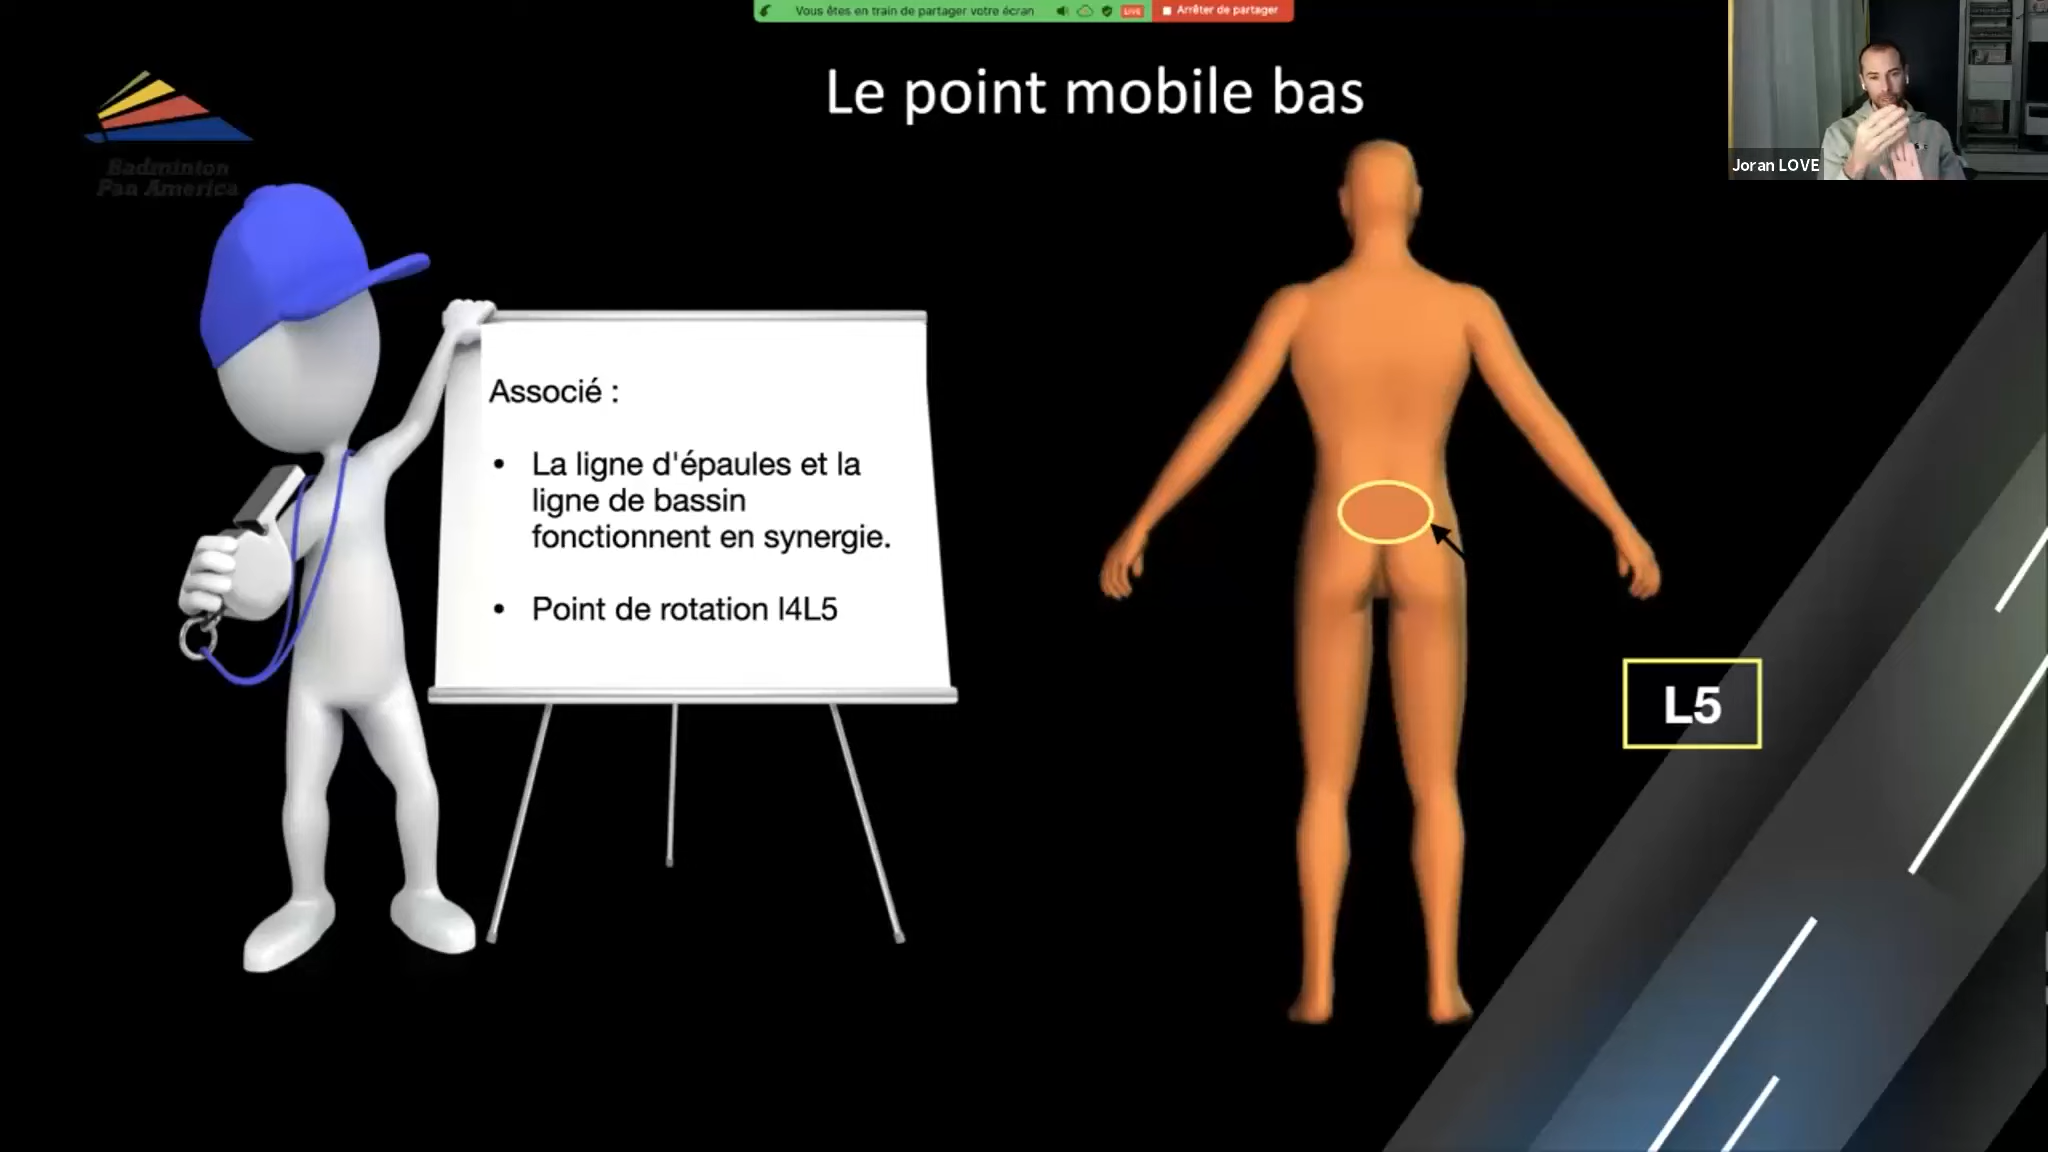 Vous êtes en train de partager votre écran
LIVE
Arrêter de partager
Le point mobile bas
Joran LOVE
Badminton
Pan America
Associé :
• La ligne d'épaules et la
ligne de bassin
fonctionnent en synergie.
• Point de rotation l4L5
L5